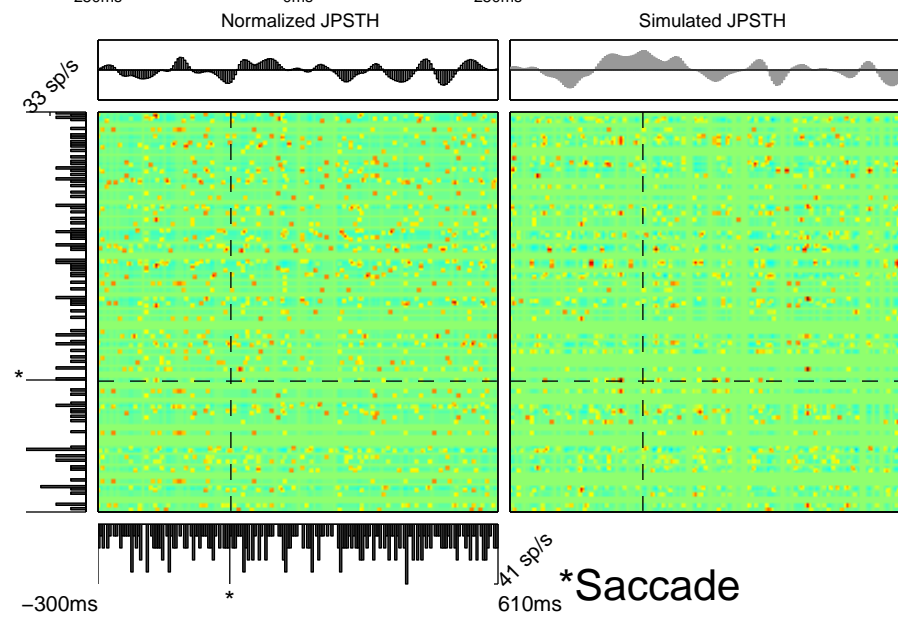 Normalized JPSTH
Simulated JPSTH
33 sp/s
*
41 sp/s
*Saccade
*
−300ms
610ms